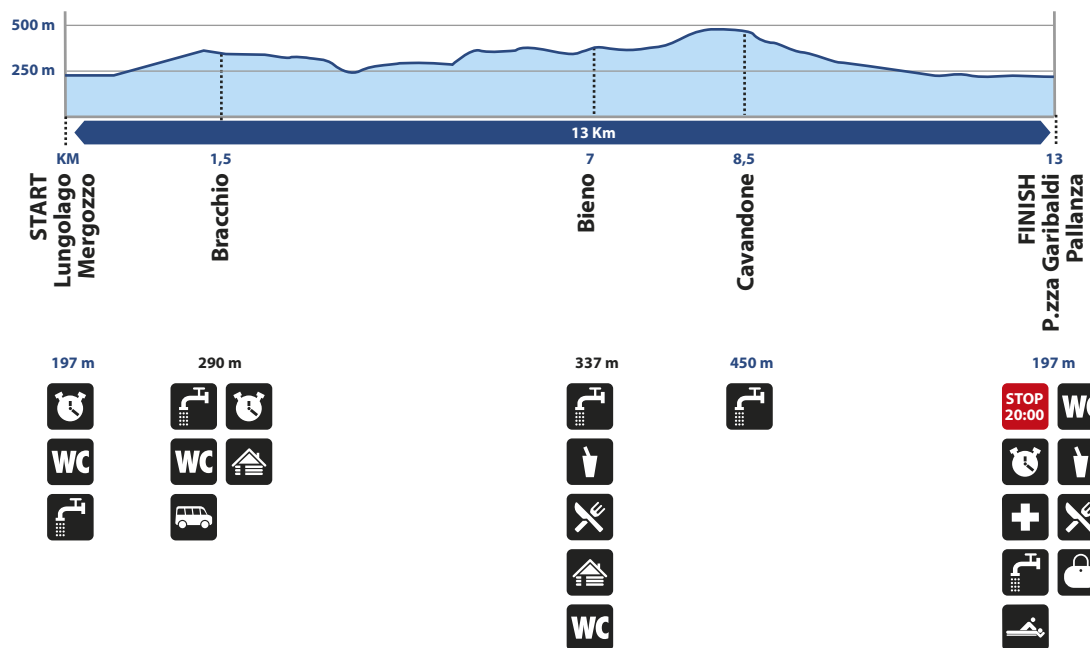 500 m
250 m
13 Km
KM
1,5
7
8,5
13
START
Lungolago
Mergozzo
Bracchio
Bieno
Cavandone
FINISH
P.zza Garibaldi
Pallanza
197 m
290 m
337 m
450 m
197 m
STOP
20:00
WC
WC
WC
WC